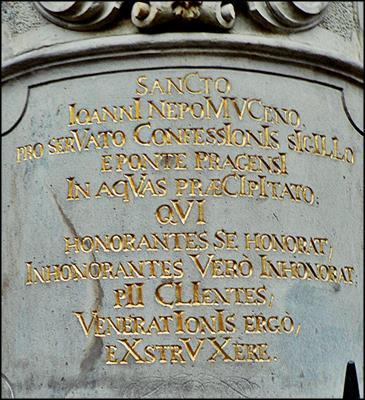 SANCTO
IOANNI NEPOMVCENO,
PRO SERVATO CONFESSIONIS SIGILLO
E PONTE PRAGENSI
IN AQVAS PRÆCIPITATO;
QVI
HONORANTES SE HONORAT,
INHONORANTES VERÒ INHONORAT,
PII CLIENTES,
VENERATIONIS ERGÒ,
EXSTRVXÈRE.